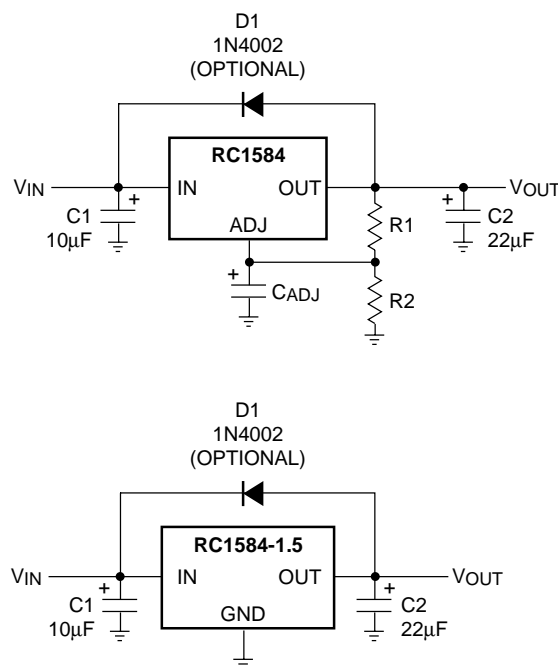 D1
1N4002
(OPTIONAL)
RC1584
VIN
IN
OUT
VOUT
+
C1
10μF
ADJ
R1
+
C2
22μF
+
CADJ
R2
D1
1N4002
(OPTIONAL)
RC1584-1.5
VIN
IN
OUT
VOUT
+
C1
10μF
GND
+
C2
22μF